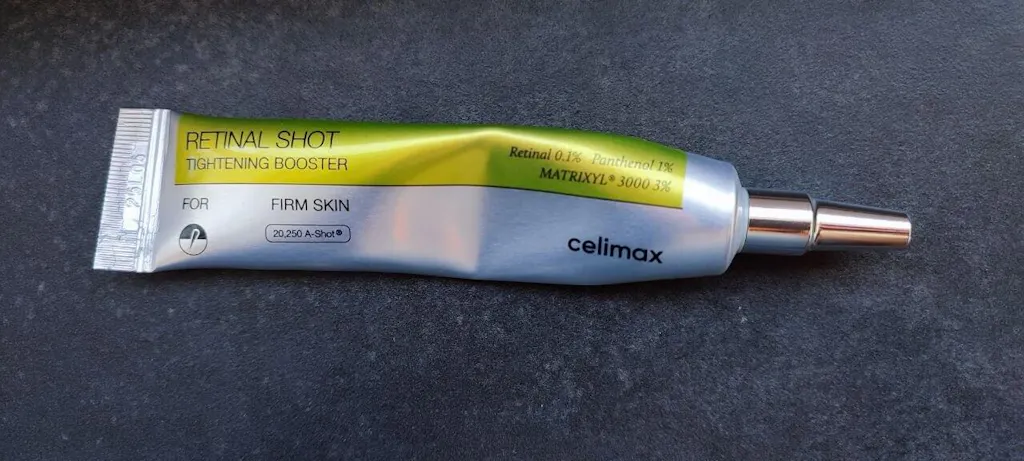 RETINAL SHOT
TIGHTENING BOOSTER
Retinal 0.1% Panthenol 1%
MATRIXYL® 3000 3%
FOR FIRM SKIN
20,250 A-Shot®
celimax